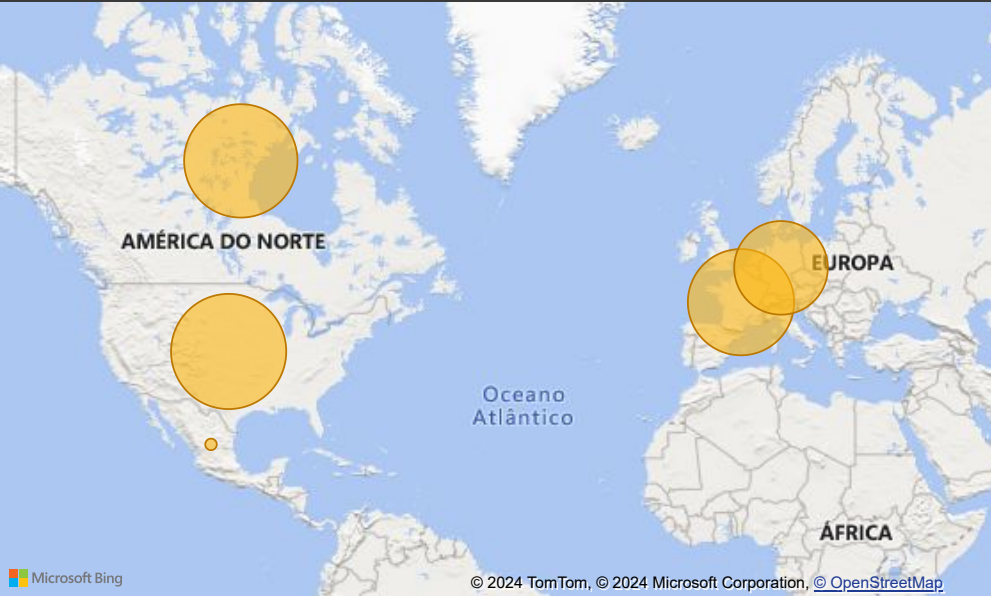 AMÉRICA DO NORTE
EUROPA
Oceano
Atlântico
ÁFRICA
Microsoft Bing
© 2024 TomTom, © 2024 Microsoft Corporation, © OpenStreetMap